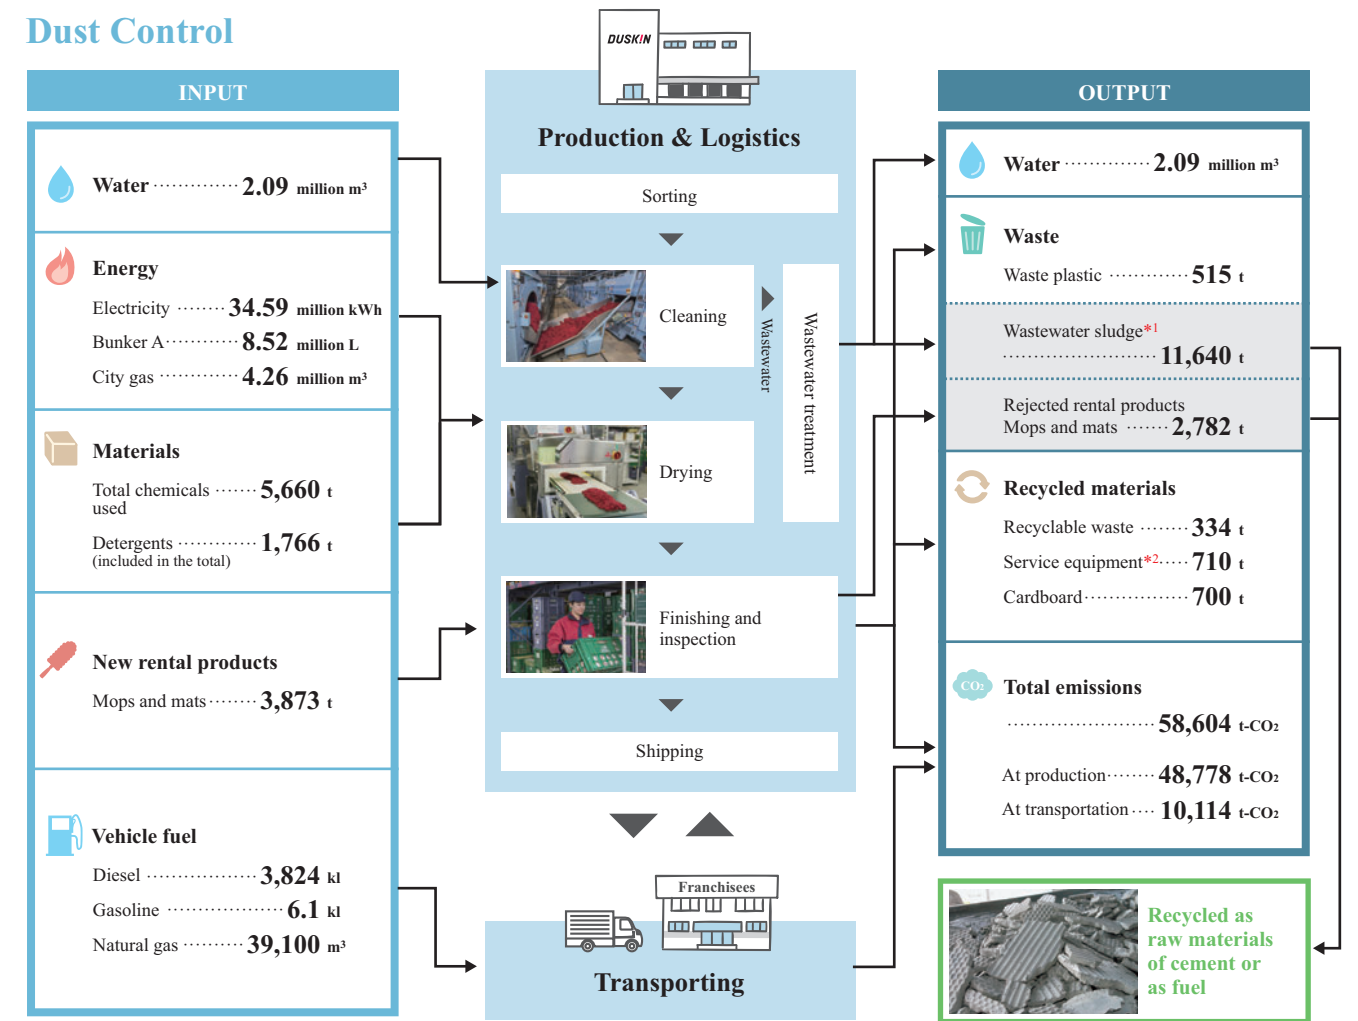 Dust Control
INPUT
Water ·············· 2.09 million m³
Energy
Electricity ········ 34.59 million kWh
Bunker A ············ 8.52 million L
City gas ············· 4.26 million m³
Materials
Total chemicals ······· 5,660 t
used
Detergents ············· 1,766 t
(included in the total)
New rental products
Mops and mats ········ 3,873 t
Vehicle fuel
Diesel ·················· 3,824 kl
Gasoline ··················· 6.1 kl
Natural gas ·········· 39,100 m³
DUSKIN
Production & Logistics
Sorting
Cleaning
Wastewater
Wastewater treatment
Drying
Finishing and
inspection
Shipping
Franchisees
Transporting
OUTPUT
Water ·············· 2.09 million m³
Waste
Waste plastic ············· 515 t
Wastewater sludge*1
·························· 11,640 t
Rejected rental products
Mops and mats ······· 2,782 t
Recycled materials
Recyclable waste ········ 334 t
Service equipment*2 ····· 710 t
Cardboard ················· 700 t
CO₂
Total emissions
························ 58,604 t-CO₂
At production ········ 48,778 t-CO₂
At transportation ···· 10,114 t-CO₂
Recycled as
raw materials
of cement or
as fuel